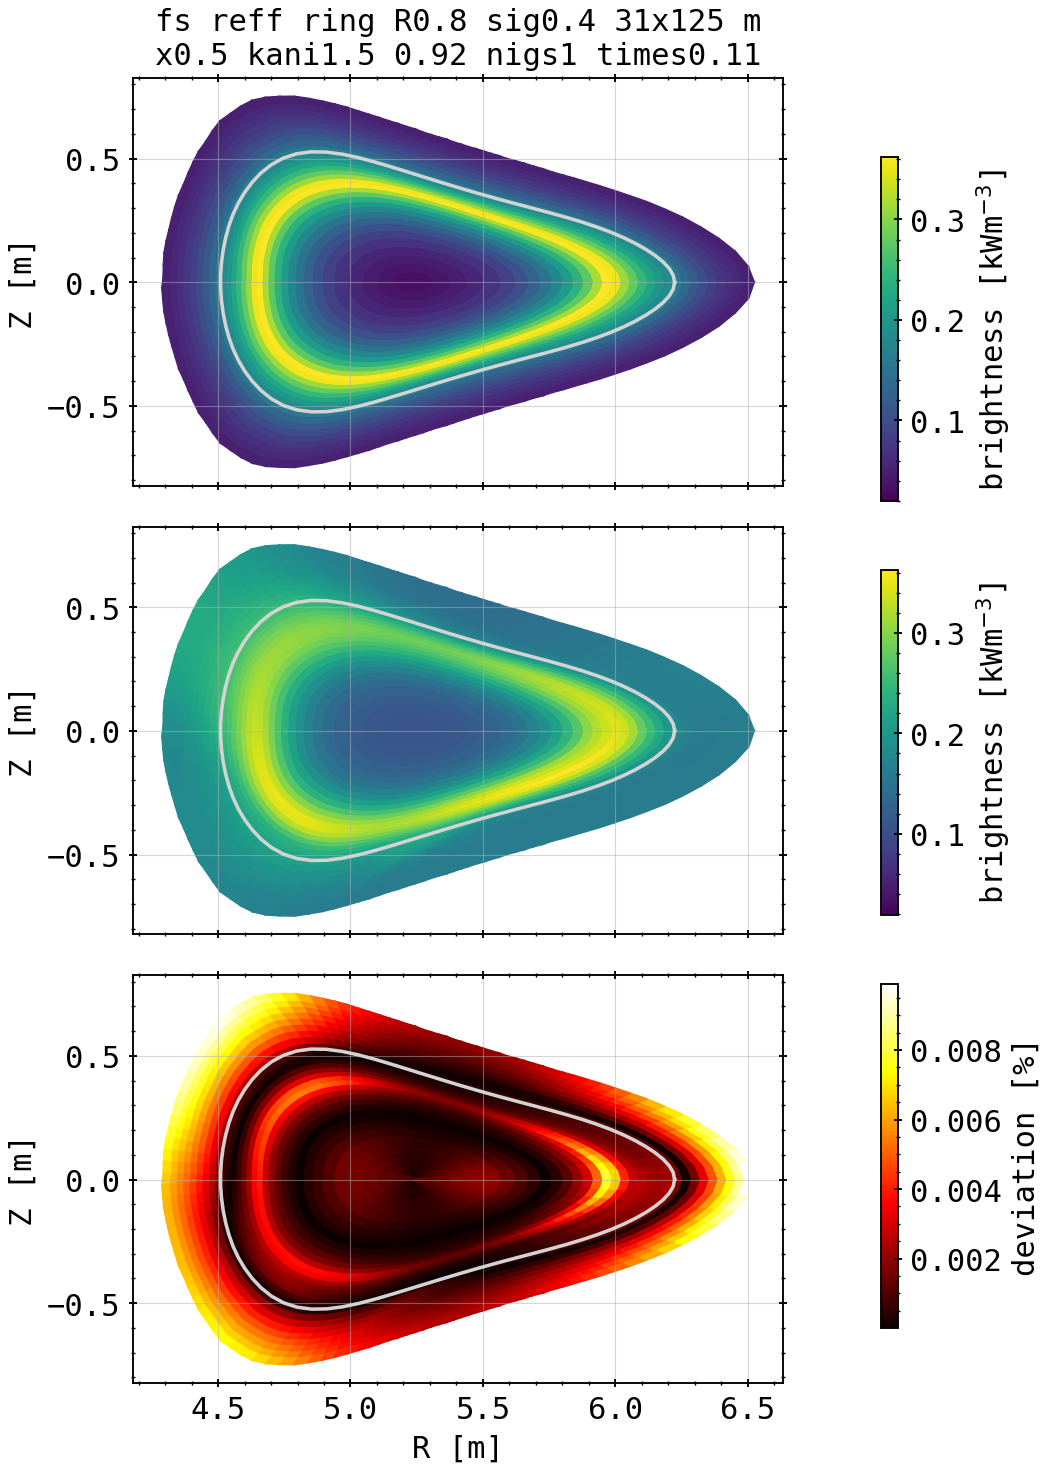 fs reff ring R0.8 sig0.4 31x125 m
x0.5 kani1.5 0.92 nigs1 times0.11
0.5
0.0
−0.5
Z [m]
0.3
0.2
0.1
brightness [kWm⁻³]
0.5
0.0
−0.5
Z [m]
0.3
0.2
0.1
brightness [kWm⁻³]
0.5
0.0
−0.5
Z [m]
0.008
0.006
0.004
0.002
deviation [%]
4.5 5.0 5.5 6.0 6.5
R [m]